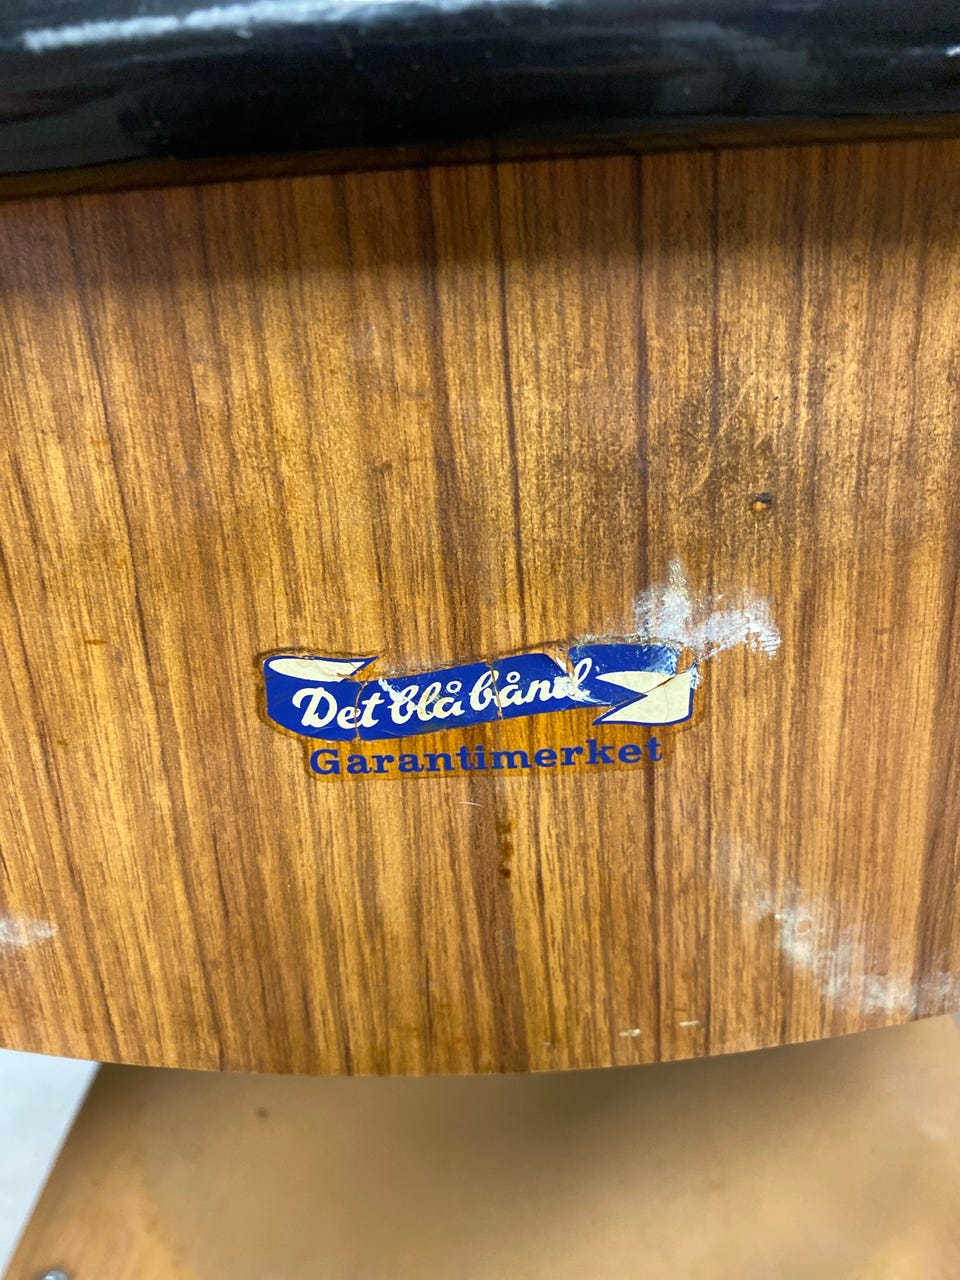 Det blå bånd
Garantimerket